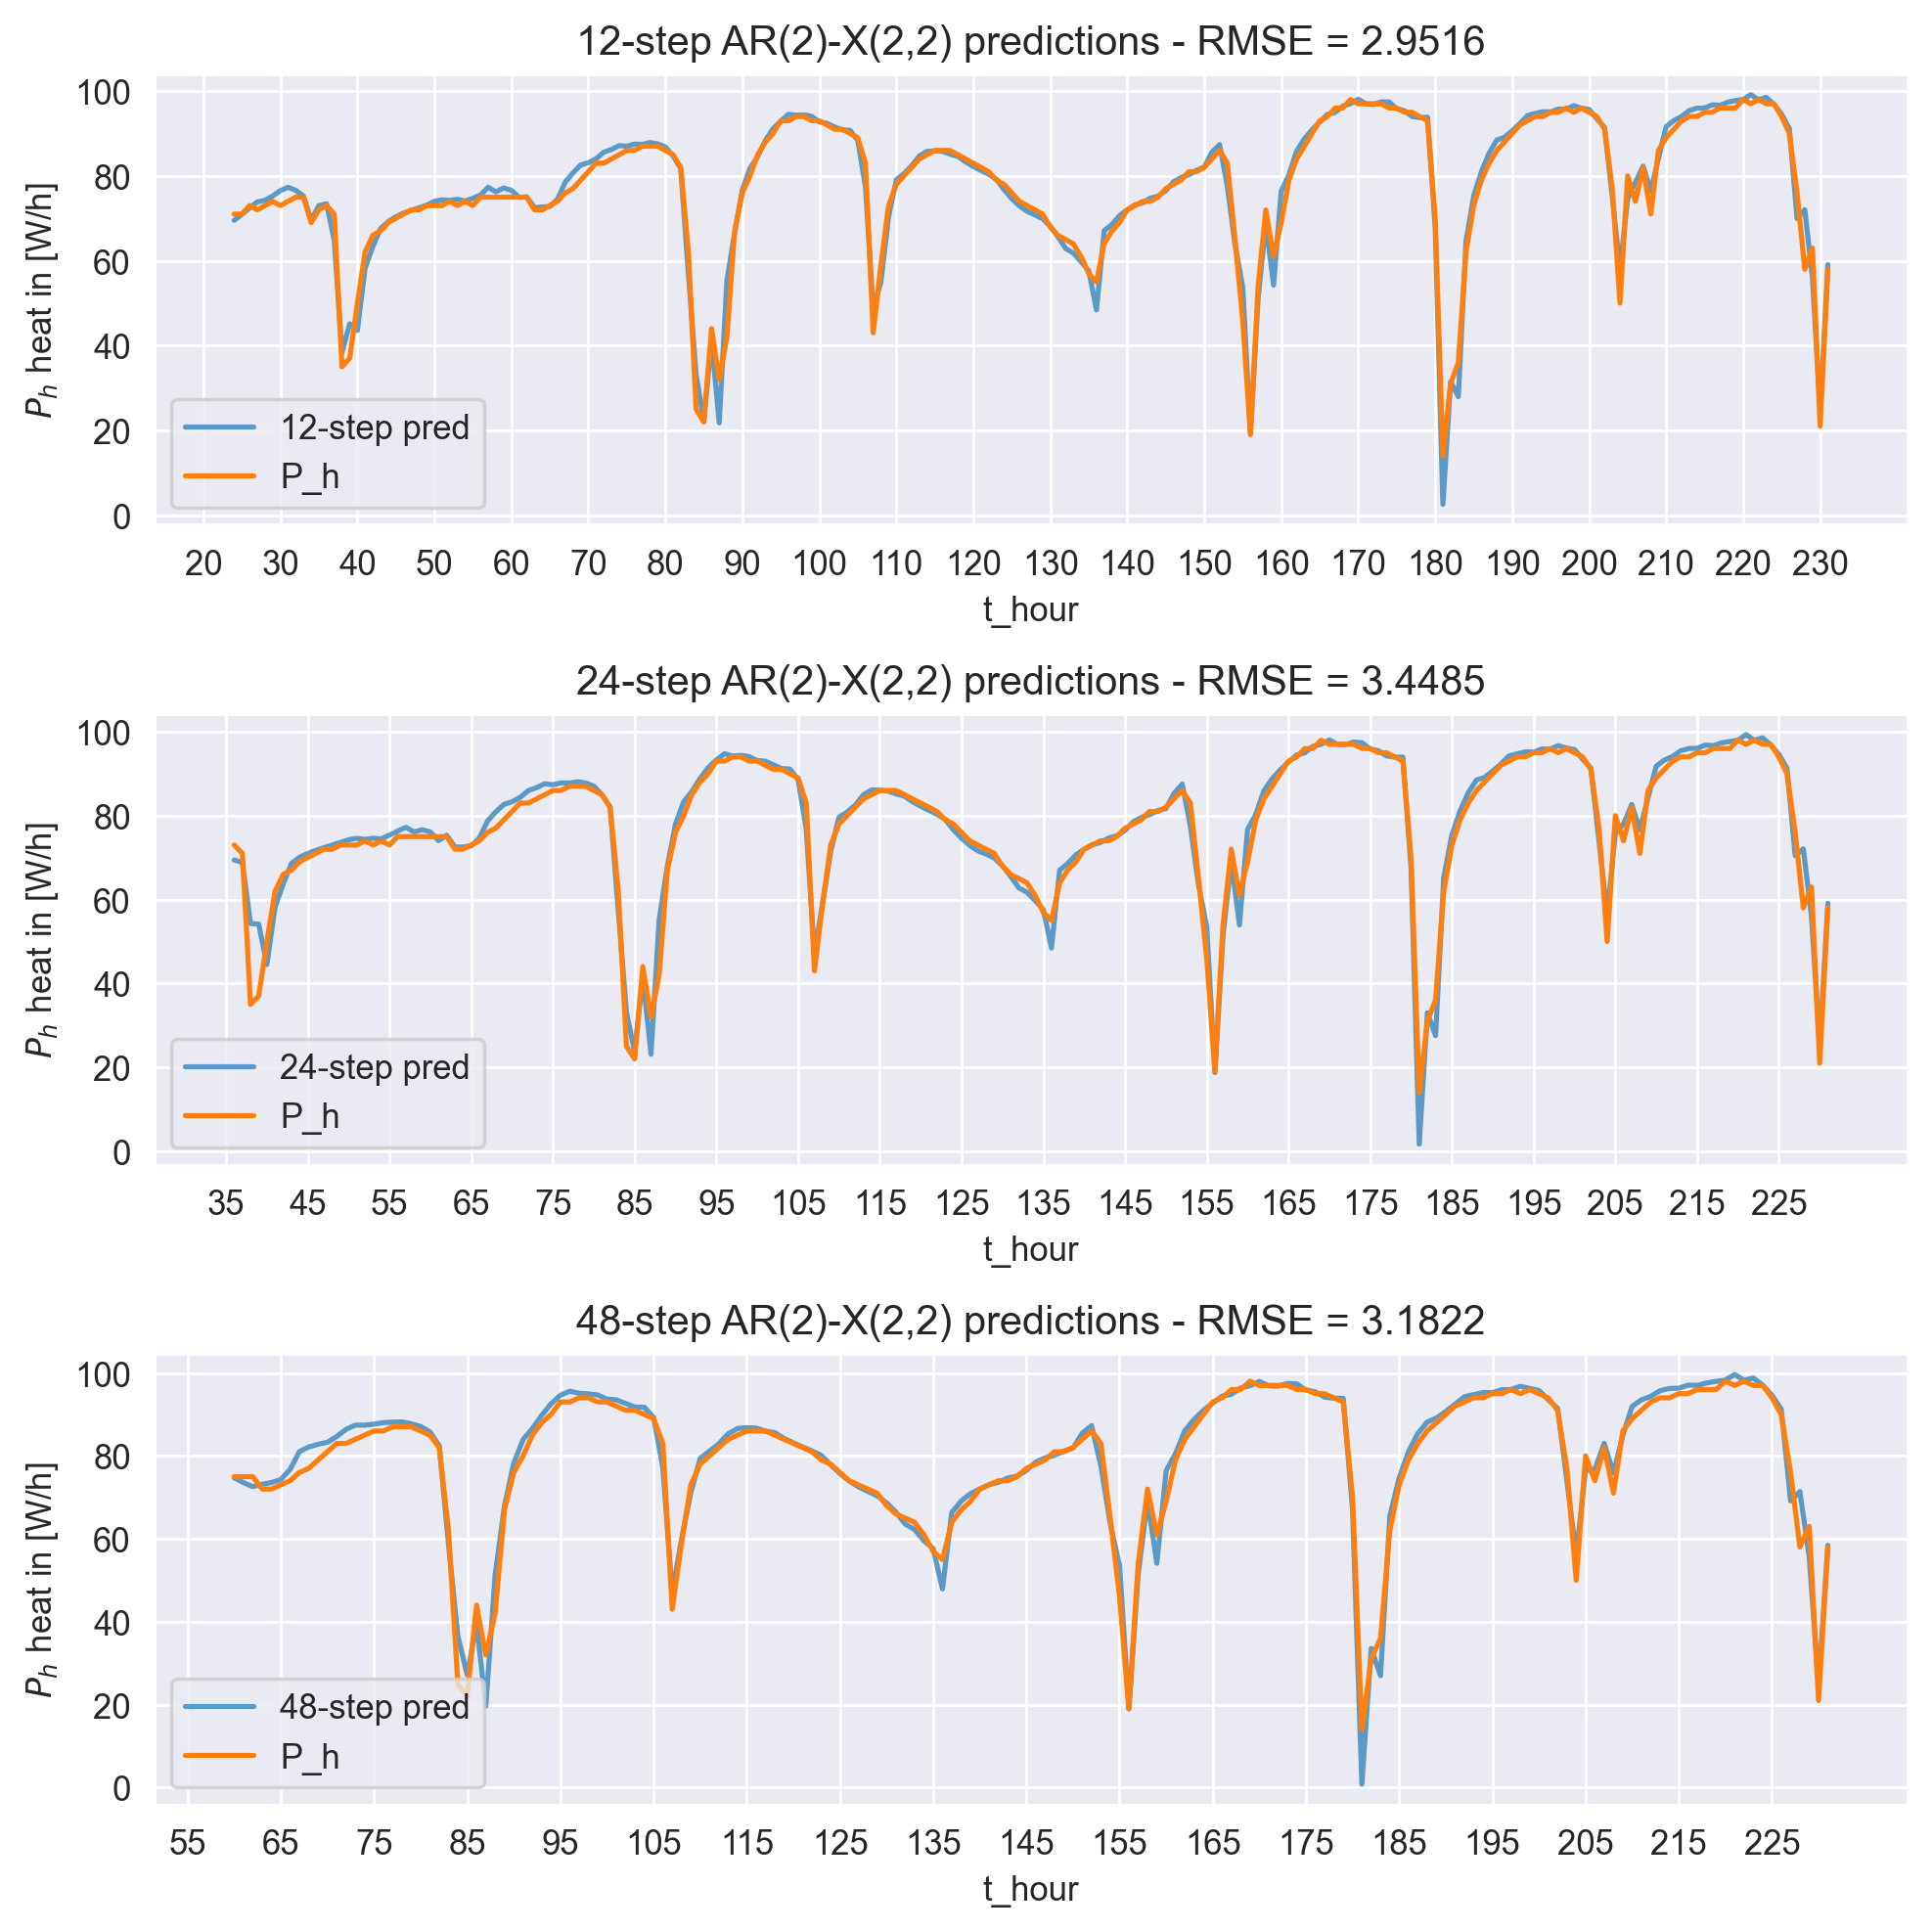 12-step AR(2)-X(2,2) predictions - RMSE = 2.9516
100
80
60
40
20
0
P_h heat in [W/h]
12-step pred
P_h
20 30 40 50 60 70 80 90 100 110 120 130 140 150 160 170 180 190 200 210 220 230
t_hour
24-step AR(2)-X(2,2) predictions - RMSE = 3.4485
100
80
60
40
20
0
P_h heat in [W/h]
24-step pred
P_h
35 45 55 65 75 85 95 105 115 125 135 145 155 165 175 185 195 205 215 225
t_hour
48-step AR(2)-X(2,2) predictions - RMSE = 3.1822
100
80
60
40
20
0
P_h heat in [W/h]
48-step pred
P_h
55 65 75 85 95 105 115 125 135 145 155 165 175 185 195 205 215 225
t_hour